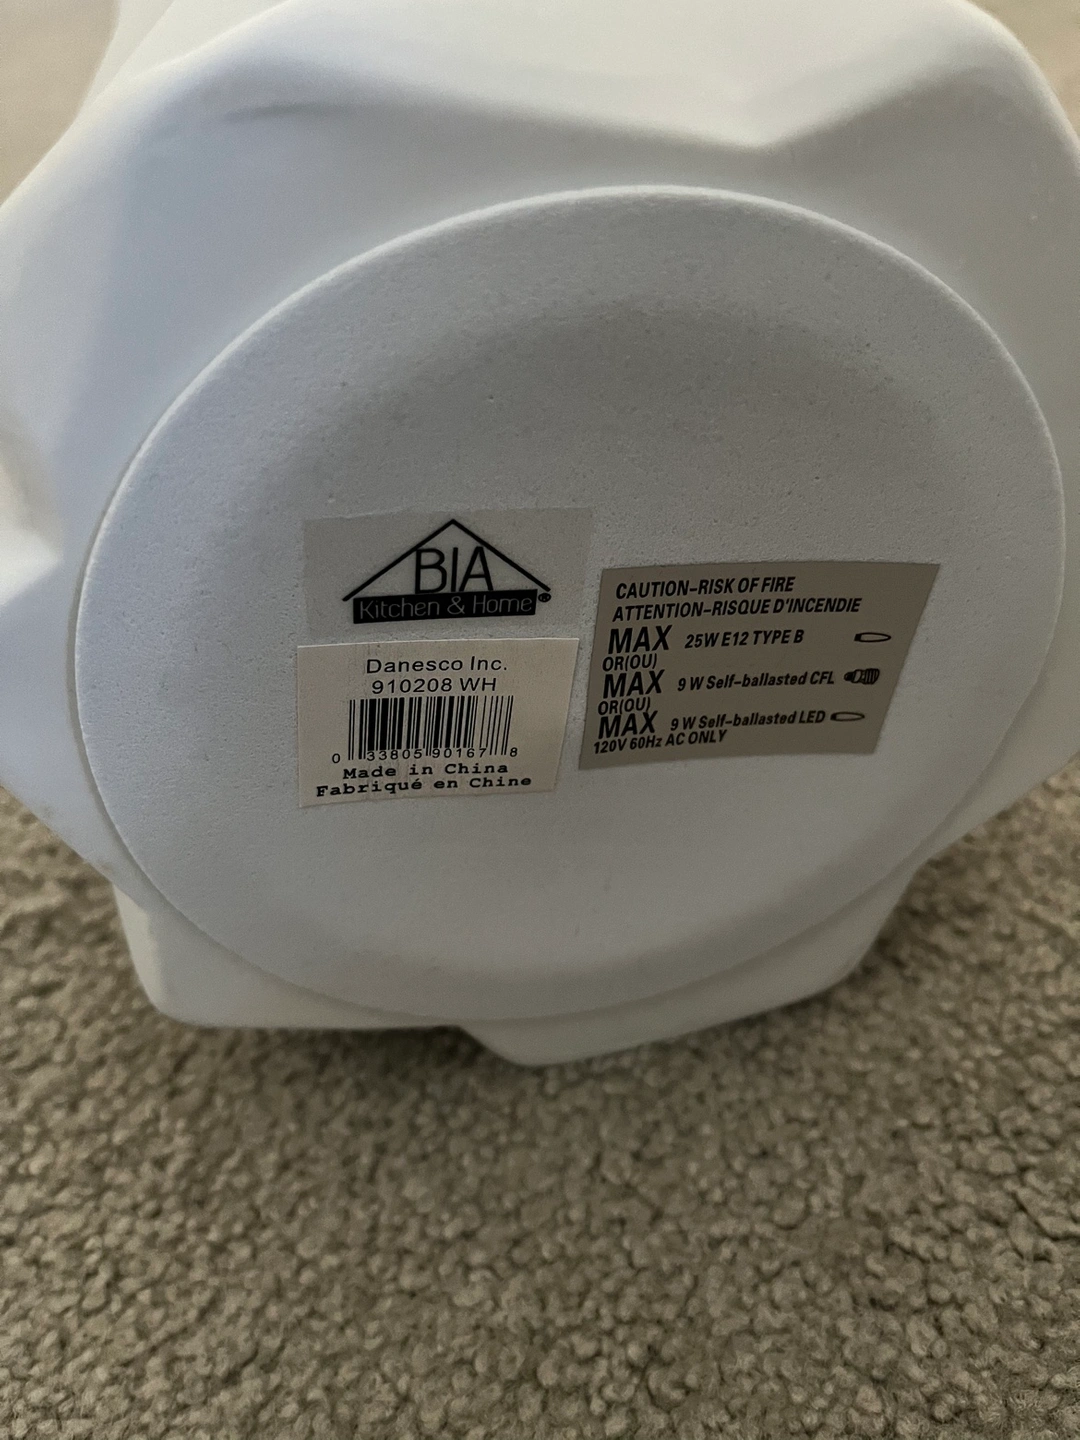 BIA
Kitchen & Home®
Danesco Inc.
910208 WH
0 33805 90167 8
Made in China
Fabriqué en Chine
CAUTION-RISK OF FIRE
ATTENTION-RISQUE D'INCENDIE
MAX 25W E12 TYPE B
OR(OU)
MAX 9 W Self-ballasted CFL
OR(OU)
MAX 9 W Self-ballasted LED
120V 60Hz AC ONLY